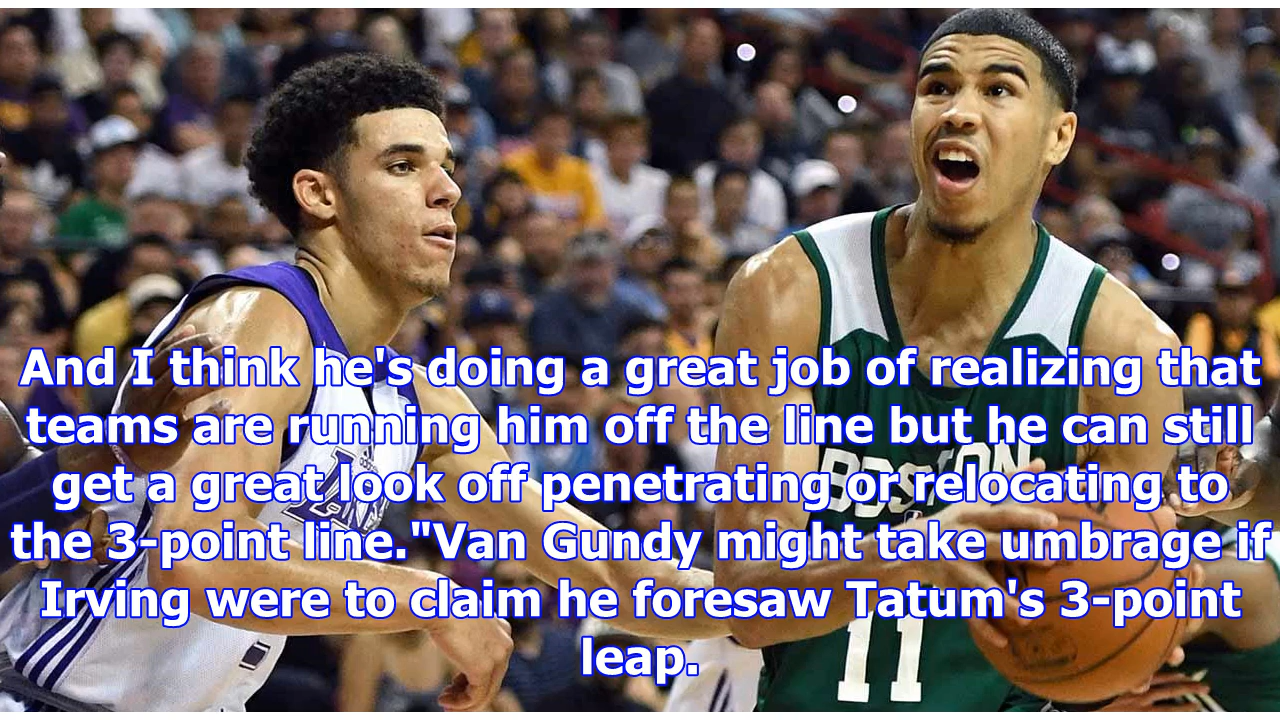 And I think he's doing a great job of realizing that
teams are running him off the line but he can still
get a great look off penetrating or relocating to
the 3-point line."Van Gundy might take umbrage if
Irving were to claim he foresaw Tatum's 3-point
leap.
BOSTON
11